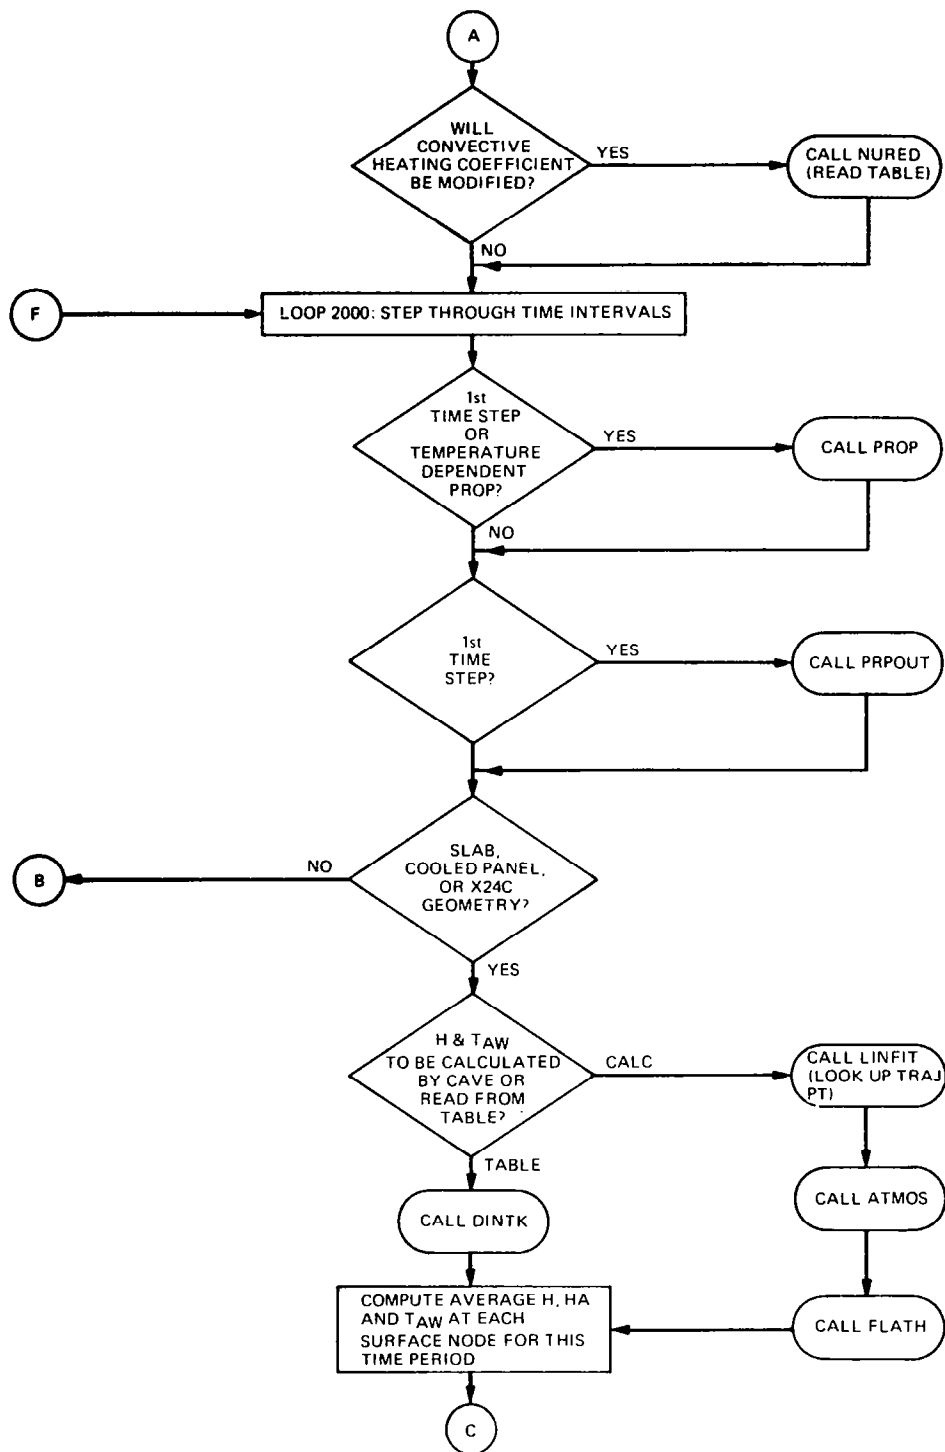 A
WILL
CONVECTIVE
HEATING COEFFICIENT
BE MODIFIED?
YES
CALL NURED
(READ TABLE)
NO
F
LOOP 2000: STEP THROUGH TIME INTERVALS
1st
TIME STEP
OR
TEMPERATURE
DEPENDENT
PROP?
YES
CALL PROP
NO
1st
TIME
STEP?
YES
CALL PRPOUT
SLAB,
COOLED PANEL,
OR X24C
GEOMETRY?
NO
B
YES
H & TAW
TO BE CALCULATED
BY CAVE OR
READ FROM
TABLE?
CALC
CALL LINFIT
(LOOK UP TRAJ
PT)
TABLE
CALL DINTK
CALL ATMOS
COMPUTE AVERAGE H, HA
AND TAW AT EACH
SURFACE NODE FOR THIS
TIME PERIOD
CALL FLATH
C